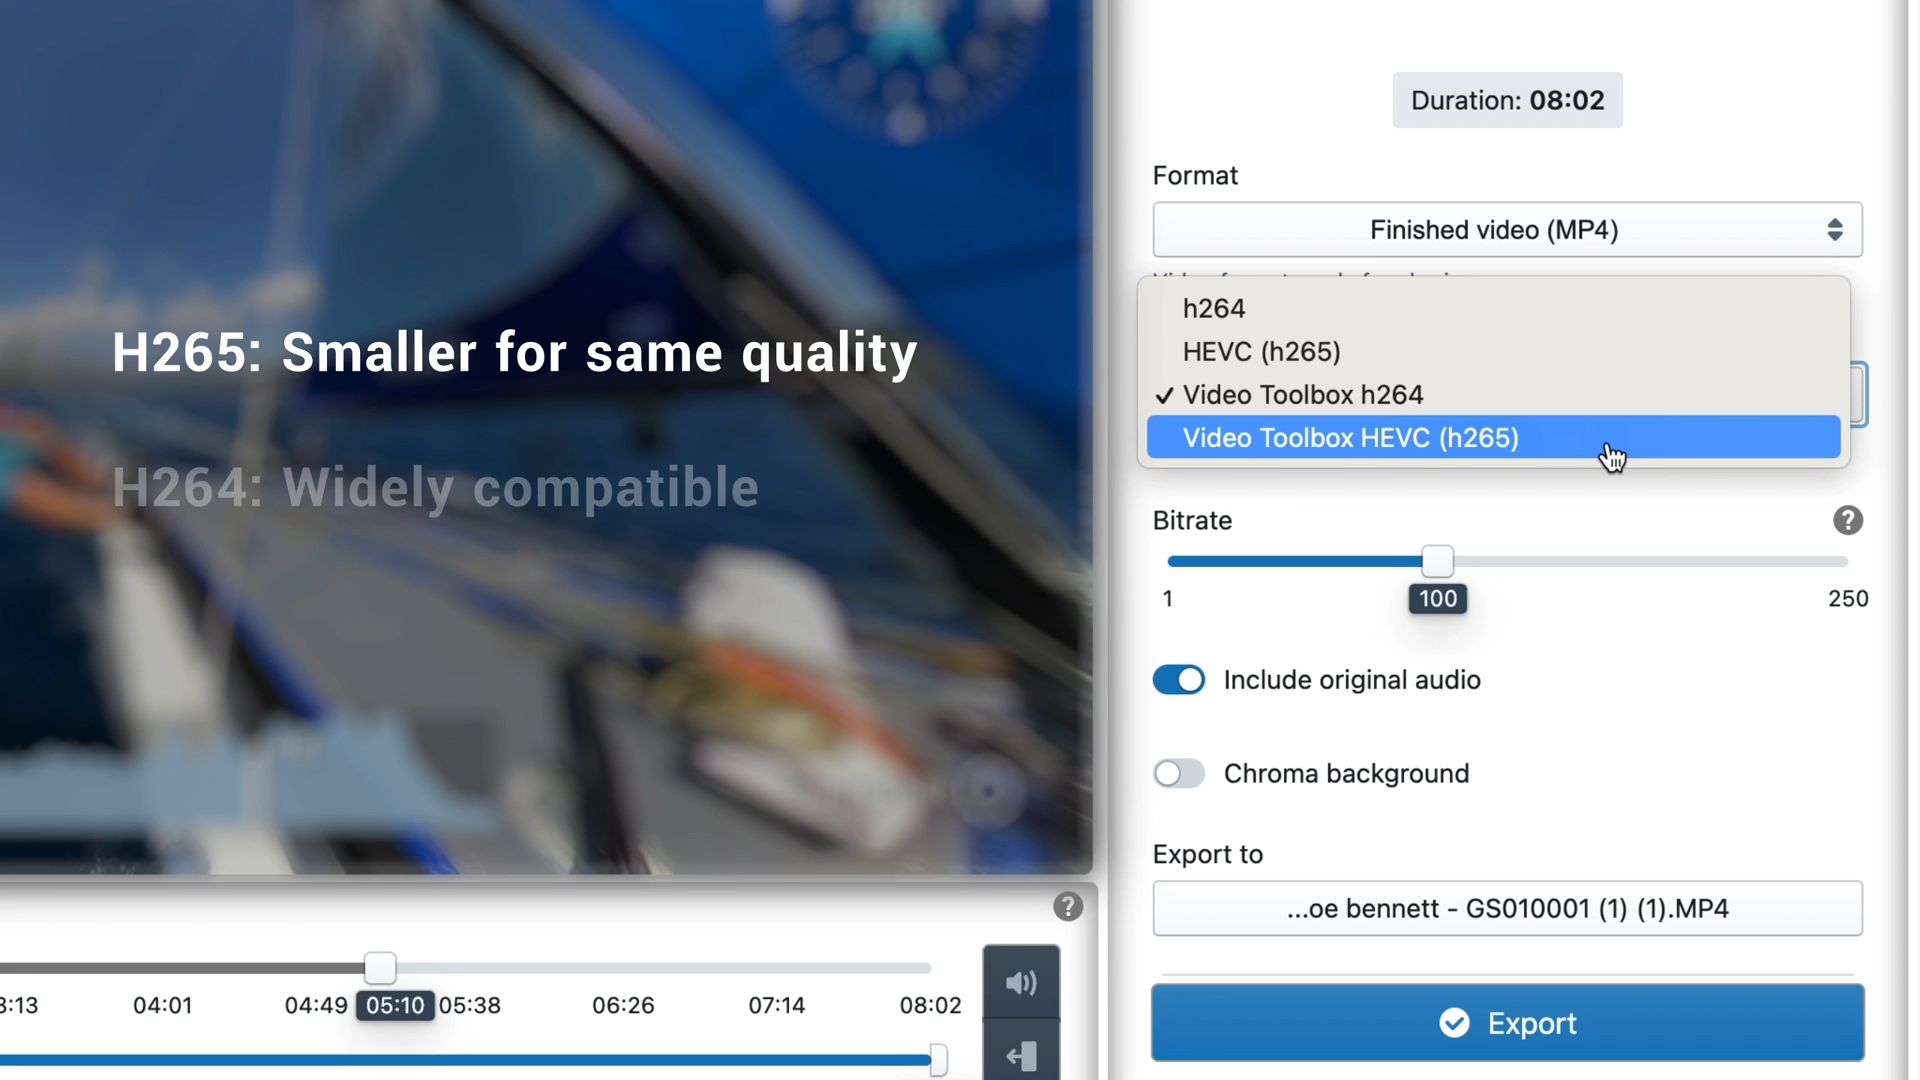 H265: Smaller for same quality
H264: Widely compatible
3:13
04:01
04:49
05:10
05:38
06:26
07:14
08:02
Duration: 08:02
Format
Finished video (MP4)
h264
HEVC (h265)
✓ Video Toolbox h264
Video Toolbox HEVC (h265)
Bitrate
1
100
250
Include original audio
Chroma background
Export to
...oe bennett - GS010001 (1) (1).MP4
Export